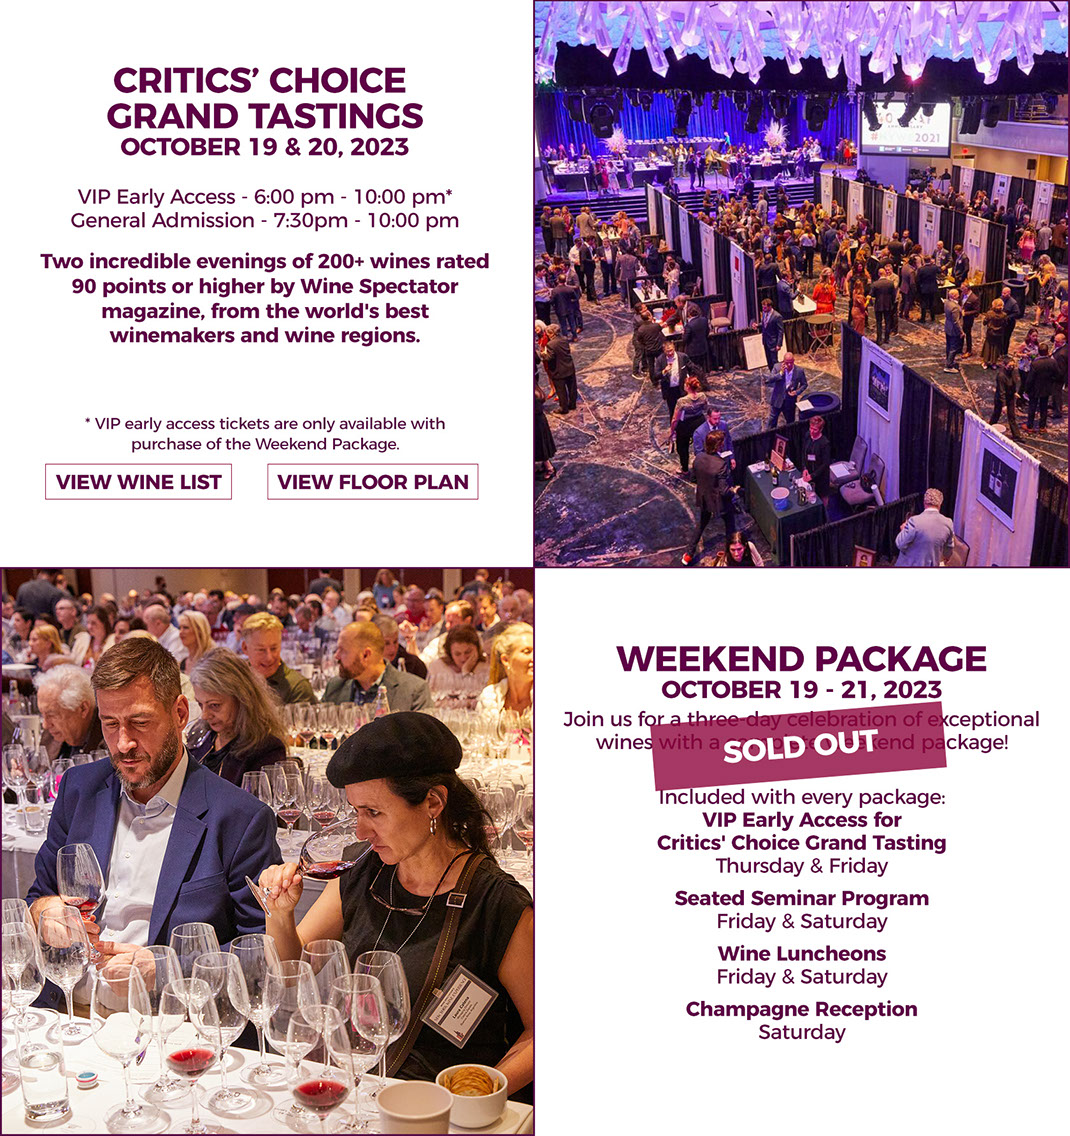 CRITICS’ CHOICE
GRAND TASTINGS
OCTOBER 19 & 20, 2023
VIP Early Access - 6:00 pm - 10:00 pm*
General Admission - 7:30pm - 10:00 pm
Two incredible evenings of 200+ wines rated
90 points or higher by Wine Spectator
magazine, from the world's best
winemakers and wine regions.
* VIP early access tickets are only available with
purchase of the Weekend Package.
VIEW WINE LIST
VIEW FLOOR PLAN
2021
WEEKEND PACKAGE
OCTOBER 19 - 21, 2023
Join us for a three-day celebration of exceptional
wines with a complete weekend package!
SOLD OUT
Included with every package:
VIP Early Access for
Critics' Choice Grand Tasting
Thursday & Friday
Seated Seminar Program
Friday & Saturday
Wine Luncheons
Friday & Saturday
Champagne Reception
Saturday